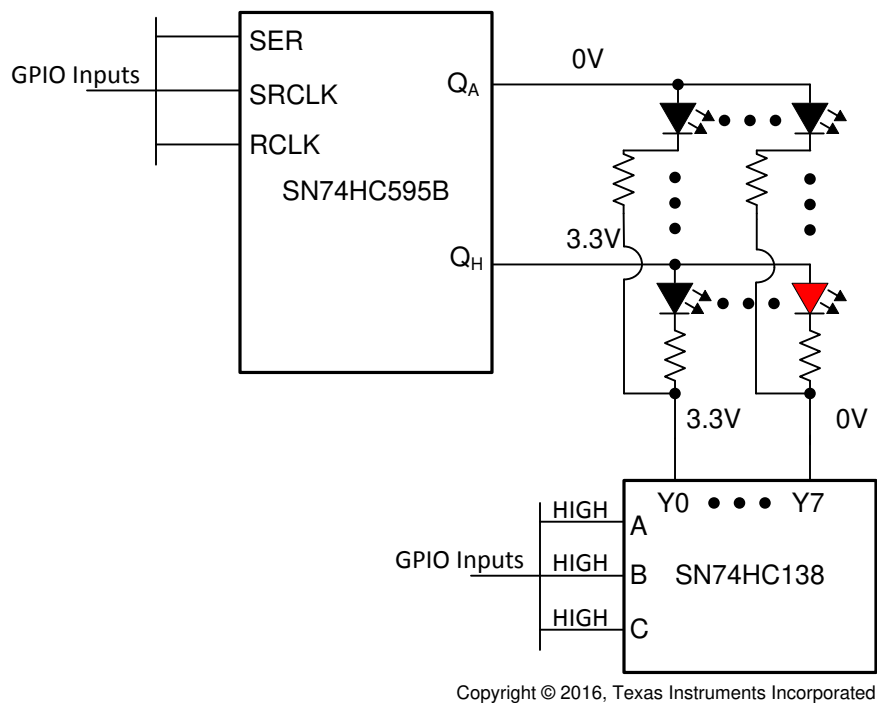 SER
GPIO Inputs
SRCLK
RCLK
SN74HC595B
QA
QH
0V
3.3V
3.3V
0V
Y0
Y7
HIGH
A
GPIO Inputs
HIGH
B
SN74HC138
HIGH
C
Copyright © 2016, Texas Instruments Incorporated